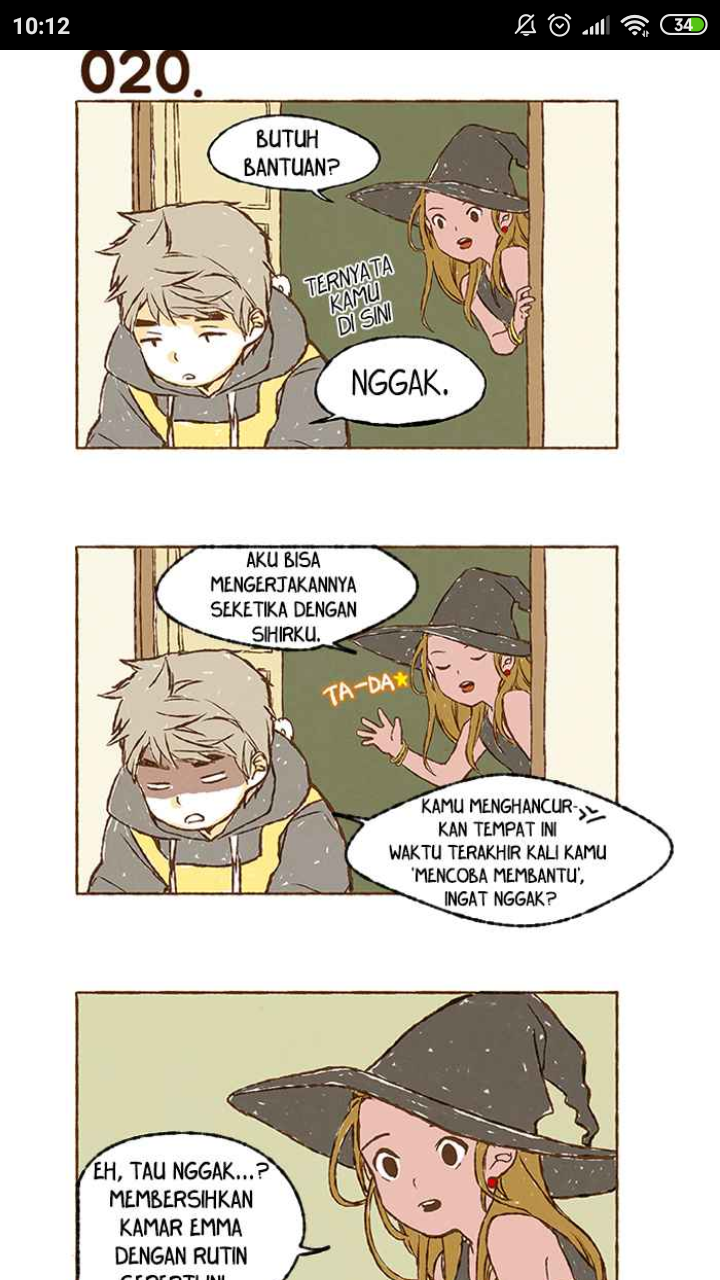 10:12
34
020.
BUTUH
BANTUAN?
TERNYATA
KAMU
DI SINI
NGGAK.
AKU BISA
MENGERJAKANNYA
SEKETIKA DENGAN
SIHIRKU.
TA-DA
KAMU MENGHANCUR-
KAN TEMPAT INI
WAKTU TERAKHIR KALI KAMU
'MENCOBA MEMBANTU',
INGAT NGGAK?
EH, TAU NGGAK...?
MEMBERSIHKAN
KAMAR EMMA
DENGAN RUTIN